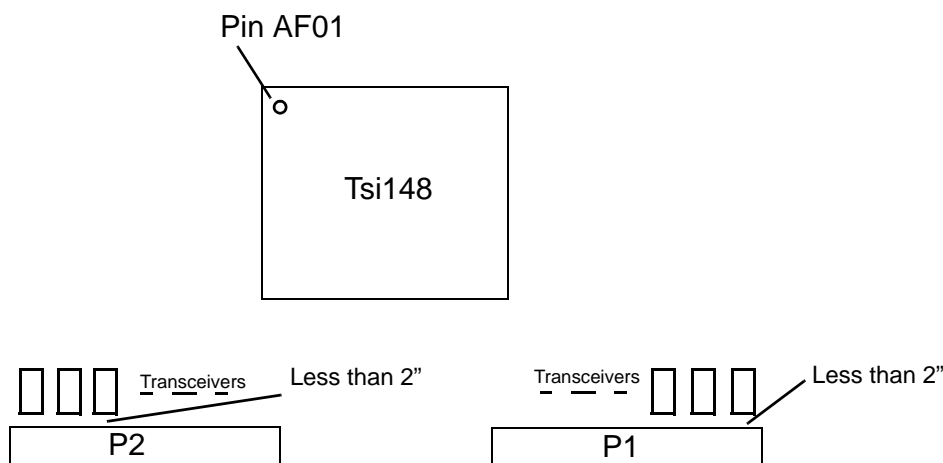 Pin AF01
Tsi148
Transceivers
Less than 2”
Transceivers
Less than 2”
P2
P1